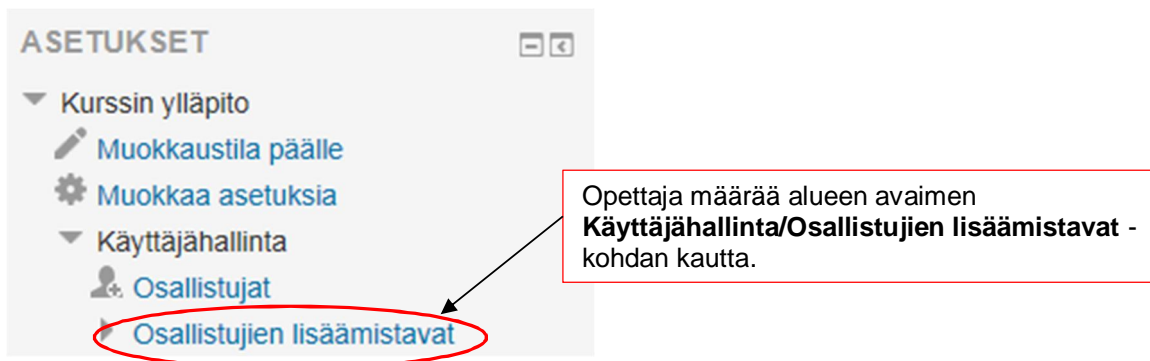 ASETUKSET
Kurssin ylläpito
Muokkaustila päälle
Muokkaa asetuksia
Käyttäjähallinta
Osallistujat
Osallistujien lisäämistavat
Opettaja määrää alueen avaimen
Käyttäjähallinta/Osallistujien lisäämistavat -
kohdan kautta.